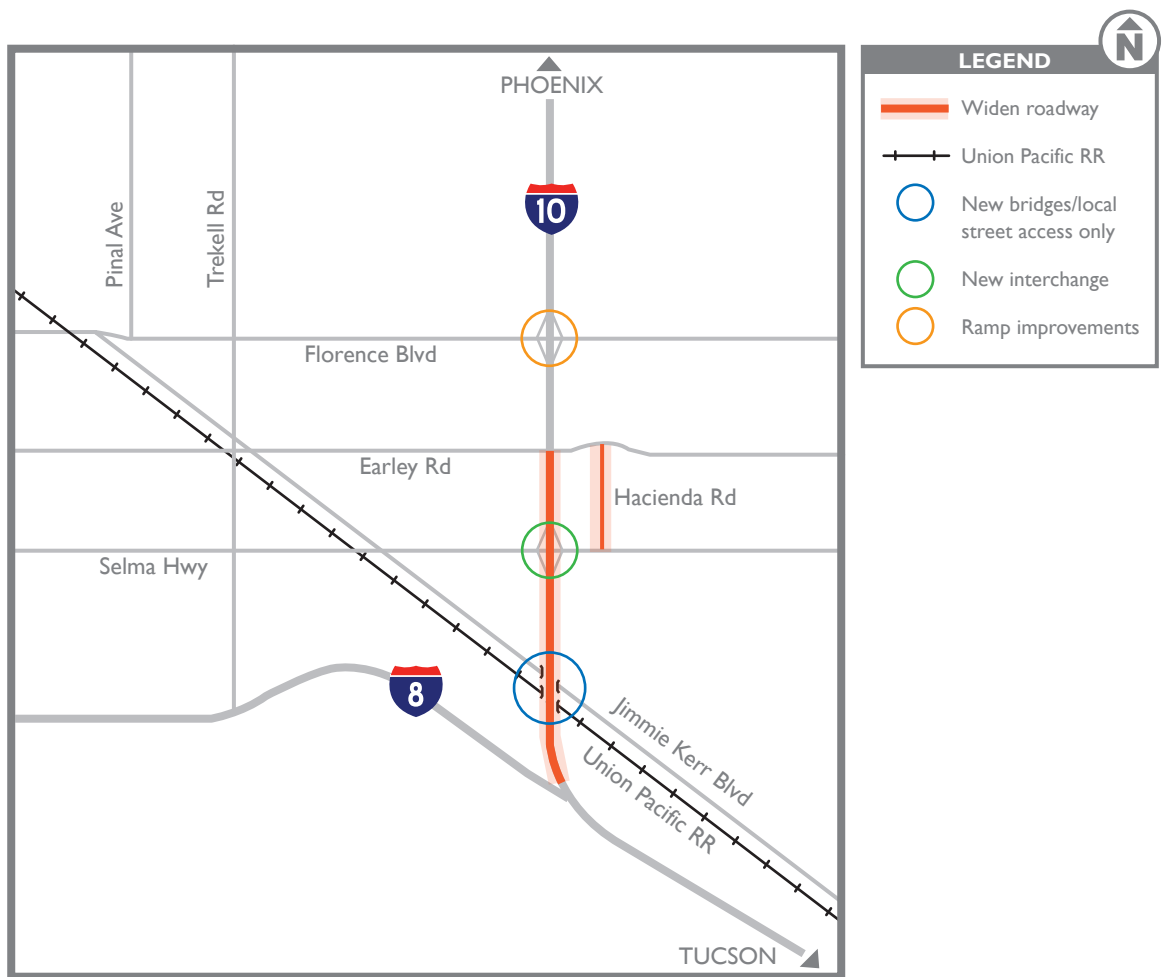 N
LEGEND
Widen roadway
Union Pacific RR
New bridges/local
street access only
New interchange
Ramp improvements
PHOENIX
10
Pinal Ave
Trekell Rd
Florence Blvd
Earley Rd
Hacienda Rd
Selma Hwy
8
Jimmie Kerr Blvd
Union Pacific RR
TUCSON